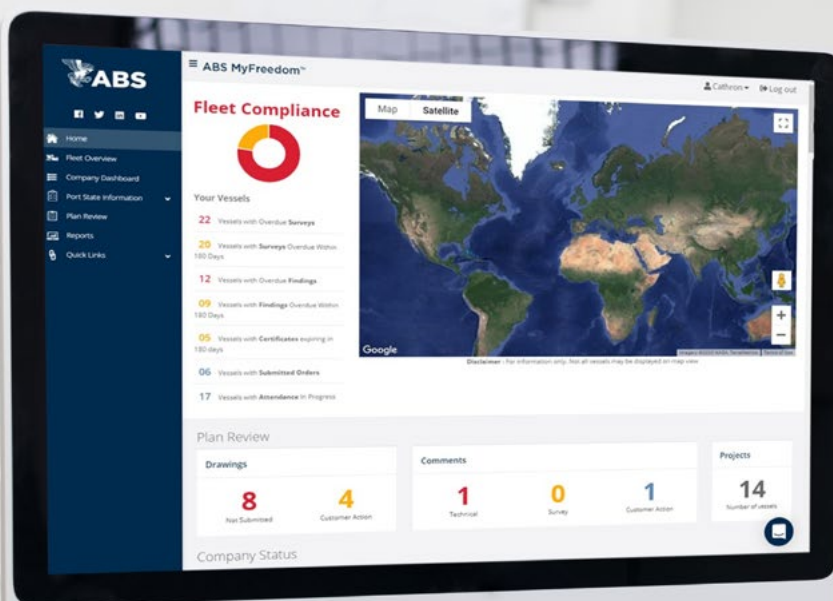 ABS
Home
Fleet Overview
Company Dashboard
Port State Information
Plan Review
Reports
Quick Links
≡ ABS MyFreedom™
Cathron
Log out
Fleet Compliance
Your Vessels
22 Vessels with Overdue Surveys
20 Vessels with Surveys Overdue Within
180 Days
12 Vessels with Overdue Findings
09 Vessels with Findings Overdue Within
180 Days
05 Vessels with Certificates expiring in
180 days
06 Vessels with Submitted Orders
17 Vessels with Attendance in Progress
Map Satellite
Google
Terms of Use
Disclaimer : For information only. Not all vessels may be displayed on map view
Plan Review
Drawings
8 4
Not Submitted Customer Action
Comments
1 0 1
Technical Survey Customer Action
Projects
14
Number of vessels
Company Status